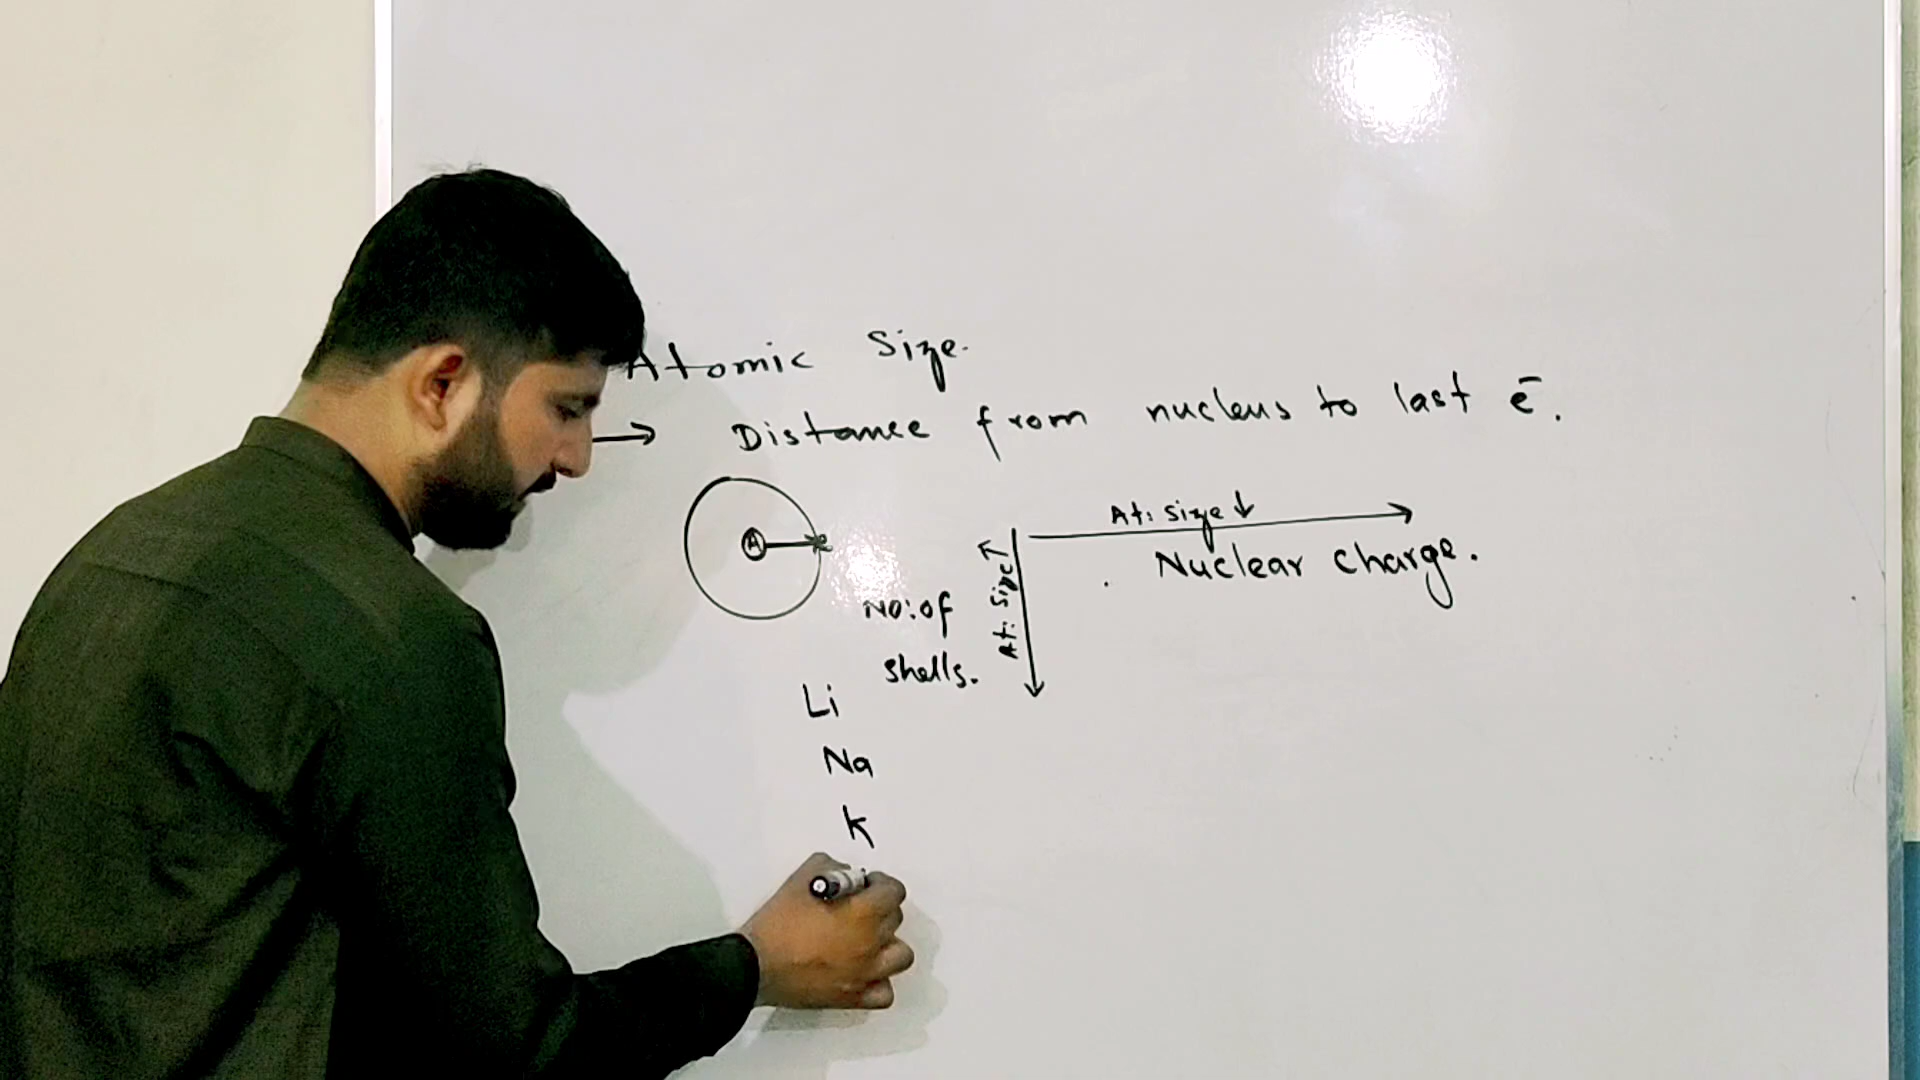 Atomic Size.
→ Distance from nucleus to last e̅.
A
At: Size ↓
Nuclear charge.
At: Size ↑
No: of
shells.
Li
Na
K